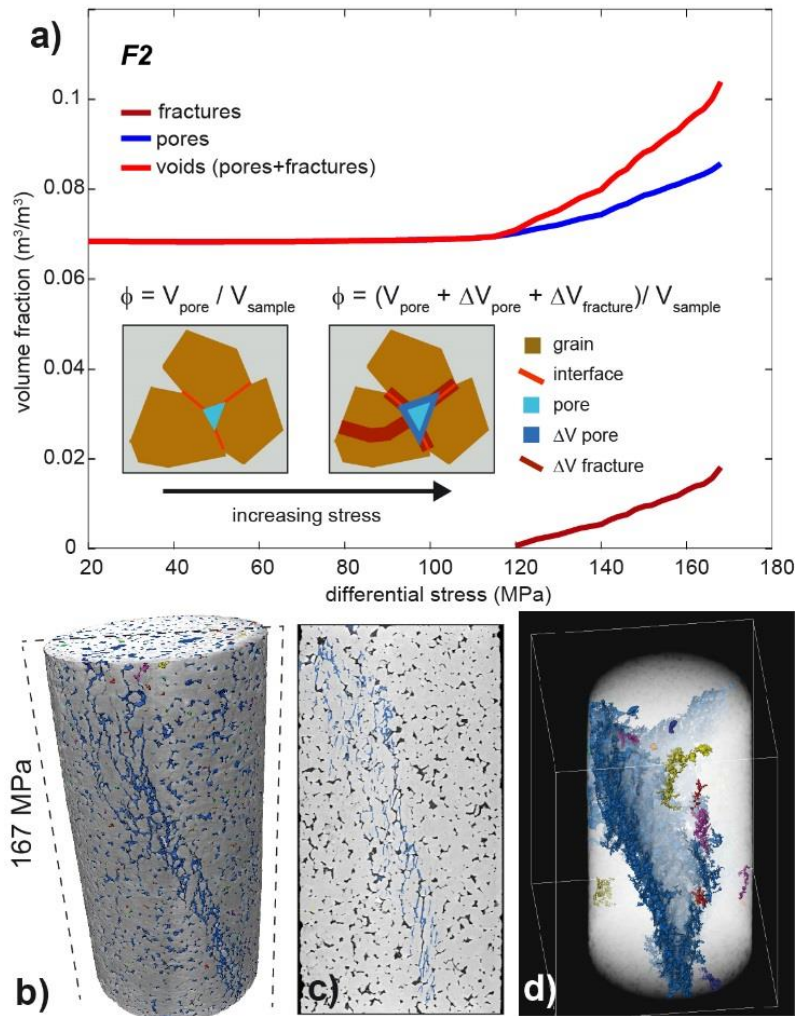 a)
F2
fractures
pores
voids (pores+fractures)
0.1
0.08
0.06
0.04
0.02
0
volume fraction (m³/m³)
ϕ = V_pore / V_sample
ϕ = (V_pore + ΔV_pore + ΔV_fracture)/ V_sample
grain
interface
pore
ΔV pore
ΔV fracture
increasing stress
20 40 60 80 100 120 140 160 180
differential stress (MPa)
167 MPa
b)
c)
d)